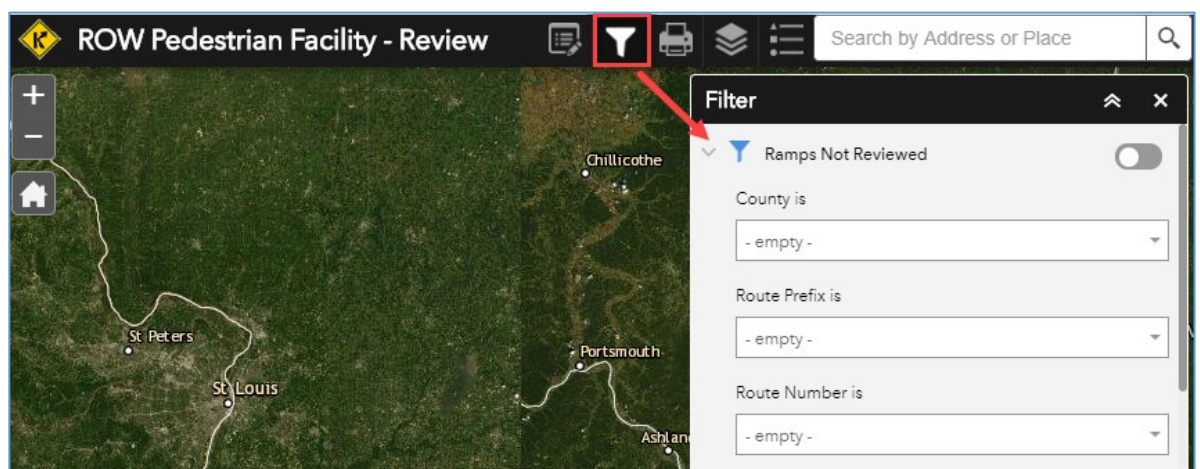 ROW Pedestrian Facility - Review
Search by Address or Place
Filter
Ramps Not Reviewed
County is
- empty -
Route Prefix is
- empty -
Route Number is
- empty -
Chillicothe
St Peters
St Louis
Portsmouth
Ashlan